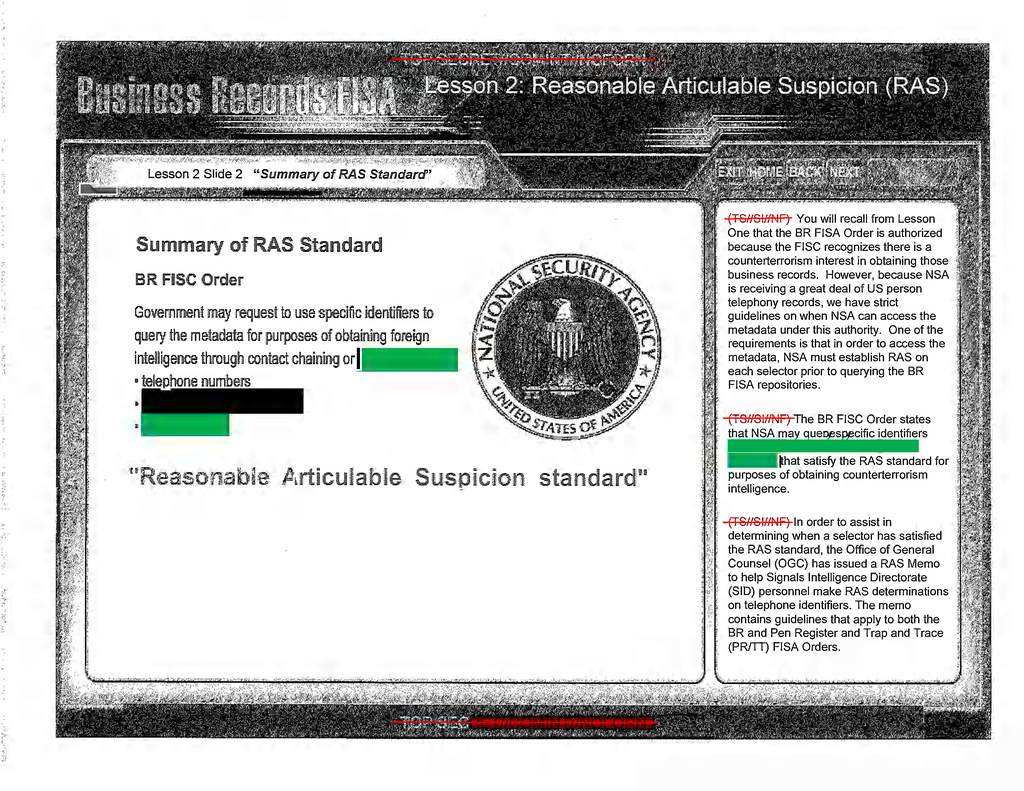 TOP SECRET//COMINT//NOFORN
Business Records FISA
Lesson 2: Reasonable Articulable Suspicion (RAS)
Lesson 2 Slide 2 "Summary of RAS Standard"
EXIT HOME BACK NEXT
Summary of RAS Standard
BR FISC Order
Government may request to use specific identifiers to
query the metadata for purposes of obtaining foreign
intelligence through contact chaining or
• telephone numbers
•
•
"Reasonable Articulable Suspicion standard"
NATIONAL SECURITY AGENCY
UNITED STATES OF AMERICA
(TS//SI//NF) You will recall from Lesson
One that the BR FISA Order is authorized
because the FISC recognizes there is a
counterterrorism interest in obtaining those
business records. However, because NSA
is receiving a great deal of US person
telephony records, we have strict
guidelines on when NSA can access the
metadata under this authority. One of the
requirements is that in order to access the
metadata, NSA must establish RAS on
each selector prior to querying the BR
FISA repositories.
(TS//SI//NF) The BR FISC Order states
that NSA may specific identifiers
that satisfy the RAS standard for
purposes of obtaining counterterrorism
intelligence.
(TS//SI//NF) In order to assist in
determining when a selector has satisfied
the RAS standard, the Office of General
Counsel (OGC) has issued a RAS Memo
to help Signals Intelligence Directorate
(SID) personnel make RAS determinations
on telephone identifiers. The memo
contains guidelines that apply to both the
BR and Pen Register and Trap and Trace
(PR/TT) FISA Orders.